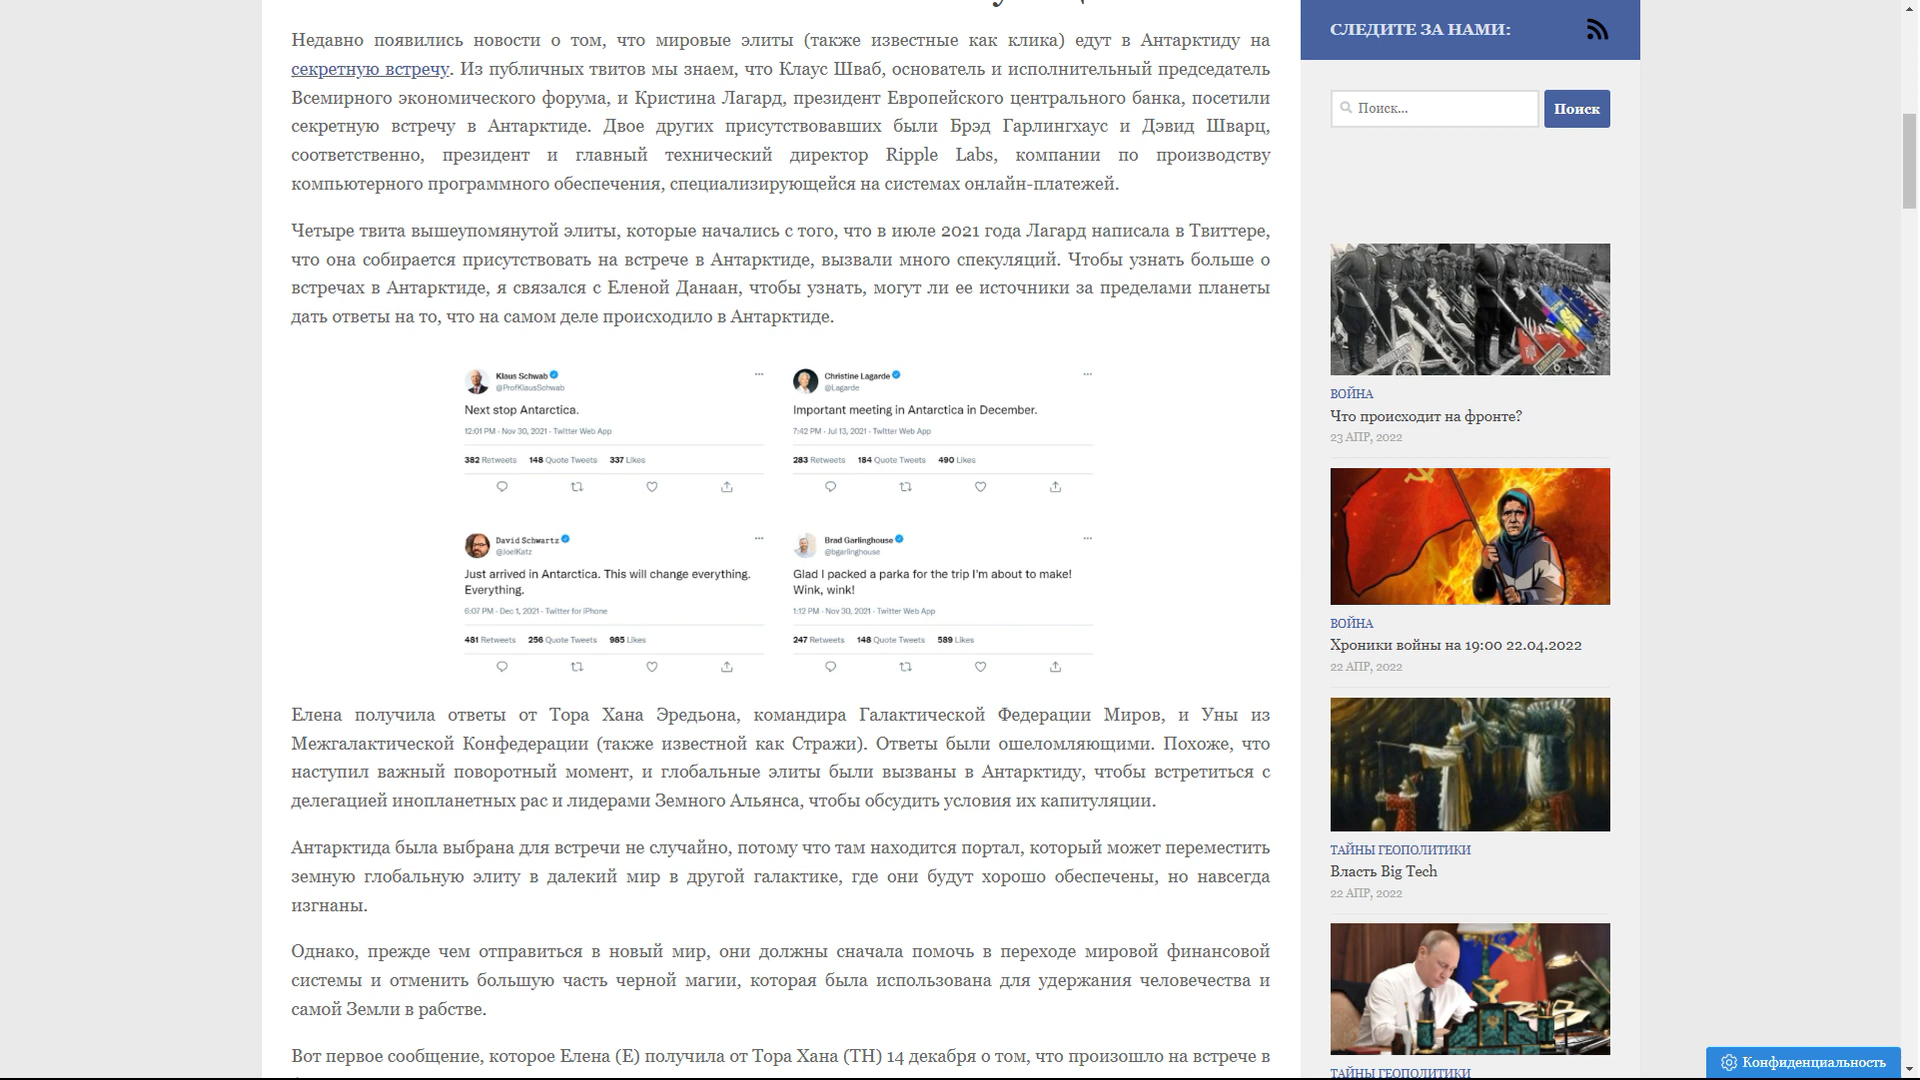 Недавно появились новости о том, что мировые элиты (также известные как клика) едут в Антарктиду на
секретную встречу. Из публичных твитов мы знаем, что Клаус Шваб, основатель и исполнительный председатель
Всемирного экономического форума, и Кристина Лагард, президент Европейского центрального банка, посетили
секретную встречу в Антарктиде. Двое других присутствовавших были Брэд Гарлингхаус и Дэвид Шварц,
соответственно, президент и главный технический директор Ripple Labs, компании по производству
компьютерного программного обеспечения, специализирующейся на системах онлайн-платежей.
Четыре твита вышеупомянутой элиты, которые начались с того, что в июле 2021 года Лагард написала в Твиттере,
что она собирается присутствовать на встрече в Антарктиде, вызвали много спекуляций. Чтобы узнать больше о
встречах в Антарктиде, я связался с Еленой Данаан, чтобы узнать, могут ли ее источники за пределами планеты
дать ответы на то, что на самом деле происходило в Антарктиде.
Klaus Schwab
@ProfKlausSchwab
Next stop Antarctica.
12:01 PM · Nov 30, 2021 · Twitter Web App
382 Retweets 148 Quote Tweets 337 Likes
Christine Lagarde
@Lagarde
Important meeting in Antarctica in December.
7:42 PM · Jul 13, 2021 · Twitter Web App
283 Retweets 184 Quote Tweets 490 Likes
David Schwartz
@JoelKatz
Just arrived in Antarctica. This will change everything.
Everything.
6:07 PM · Dec 1, 2021 · Twitter for iPhone
481 Retweets 256 Quote Tweets 985 Likes
Brad Garlinghouse
@bgarlinghouse
Glad I packed a parka for the trip I'm about to make!
Wink, wink!
1:12 PM · Nov 30, 2021 · Twitter Web App
247 Retweets 148 Quote Tweets 589 Likes
Елена получила ответы от Тора Хана Эредьона, командира Галактической Федерации Миров, и Уны из
Межгалактической Конфедерации (также известной как Стражи). Ответы были ошеломляющими. Похоже, что
наступил важный поворотный момент, и глобальные элиты были вызваны в Антарктиду, чтобы встретиться с
делегацией инопланетных рас и лидерами Земного Альянса, чтобы обсудить условия их капитуляции.
Антарктида была выбрана для встречи не случайно, потому что там находится портал, который может переместить
земную глобальную элиту в далекий мир в другой галактике, где они будут хорошо обеспечены, но навсегда
изгнаны.
Однако, прежде чем отправиться в новый мир, они должны сначала помочь в переходе мировой финансовой
системы и отменить большую часть черной магии, которая была использована для удержания человечества и
самой Земли в рабстве.
Вот первое сообщение, которое Елена (Е) получила от Тора Хана (ТН) 14 декабря о том, что произошло на встрече в
СЛЕДИТЕ ЗА НАМИ:
Поиск...
Поиск
ВОЙНА
Что происходит на фронте?
23 АПР, 2022
ВОЙНА
Хроники войны на 19:00 22.04.2022
22 АПР, 2022
ТАЙНЫ ГЕОПОЛИТИКИ
Власть Big Tech
22 АПР, 2022
ТАЙНЫ ГЕОПОЛИТИКИ
Конфиденциальность